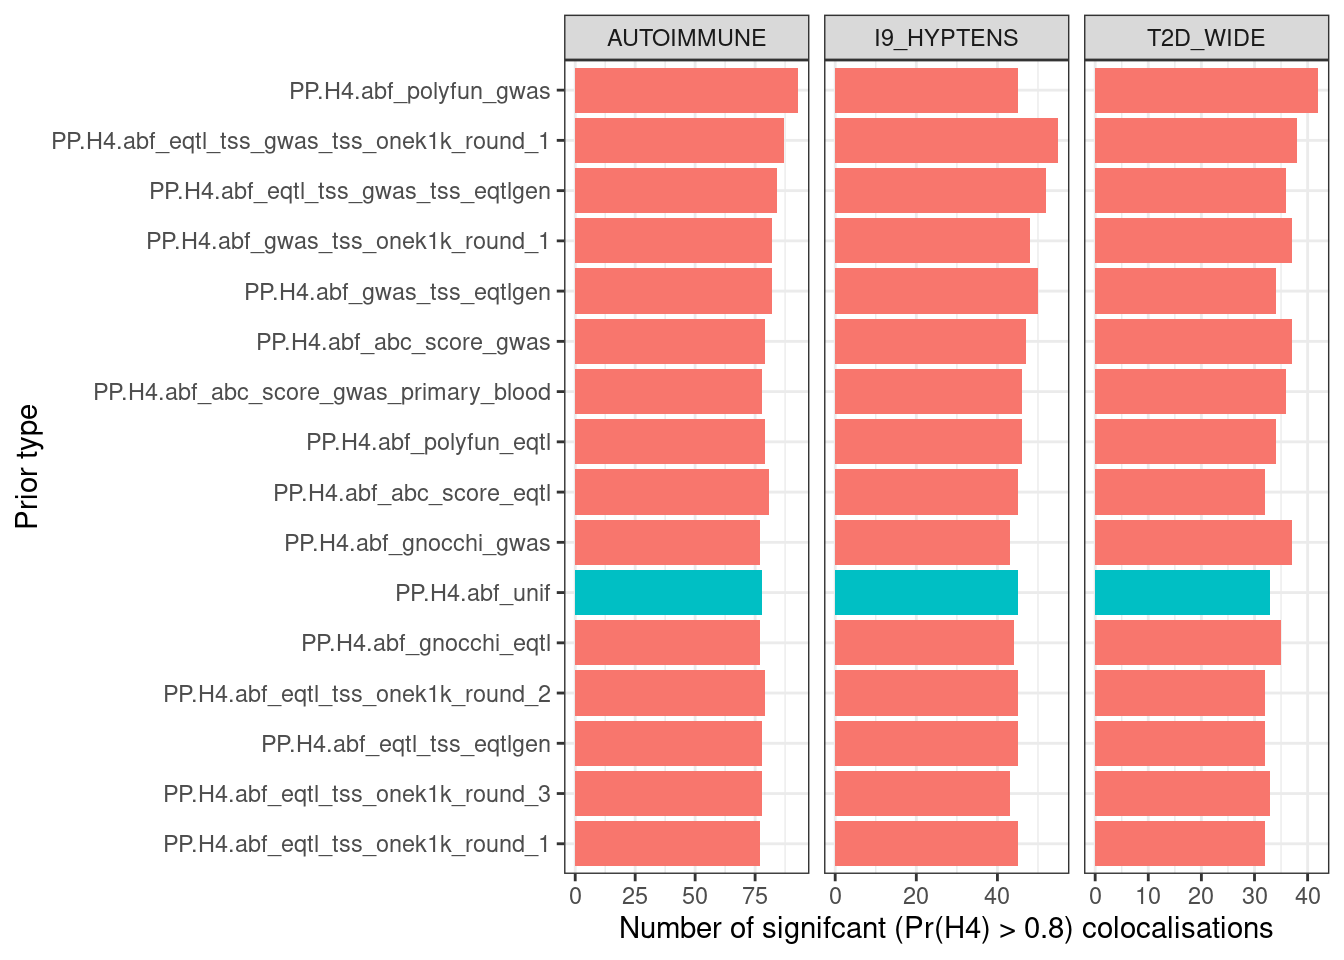 AUTOIMMUNE
I9_HYPTENS
T2D_WIDE
Prior type
PP.H4.abf_polyfun_gwas
PP.H4.abf_eqtl_tss_gwas_tss_onek1k_round_1
PP.H4.abf_eqtl_tss_gwas_tss_eqtlgen
PP.H4.abf_gwas_tss_onek1k_round_1
PP.H4.abf_gwas_tss_eqtlgen
PP.H4.abf_abc_score_gwas
PP.H4.abf_abc_score_gwas_primary_blood
PP.H4.abf_polyfun_eqtl
PP.H4.abf_abc_score_eqtl
PP.H4.abf_gnocchi_gwas
PP.H4.abf_unif
PP.H4.abf_gnocchi_eqtl
PP.H4.abf_eqtl_tss_onek1k_round_2
PP.H4.abf_eqtl_tss_eqtlgen
PP.H4.abf_eqtl_tss_onek1k_round_3
PP.H4.abf_eqtl_tss_onek1k_round_1
0 25 50 75
0 20 40
0 10 20 30 40
Number of signifcant (Pr(H4) > 0.8) colocalisations